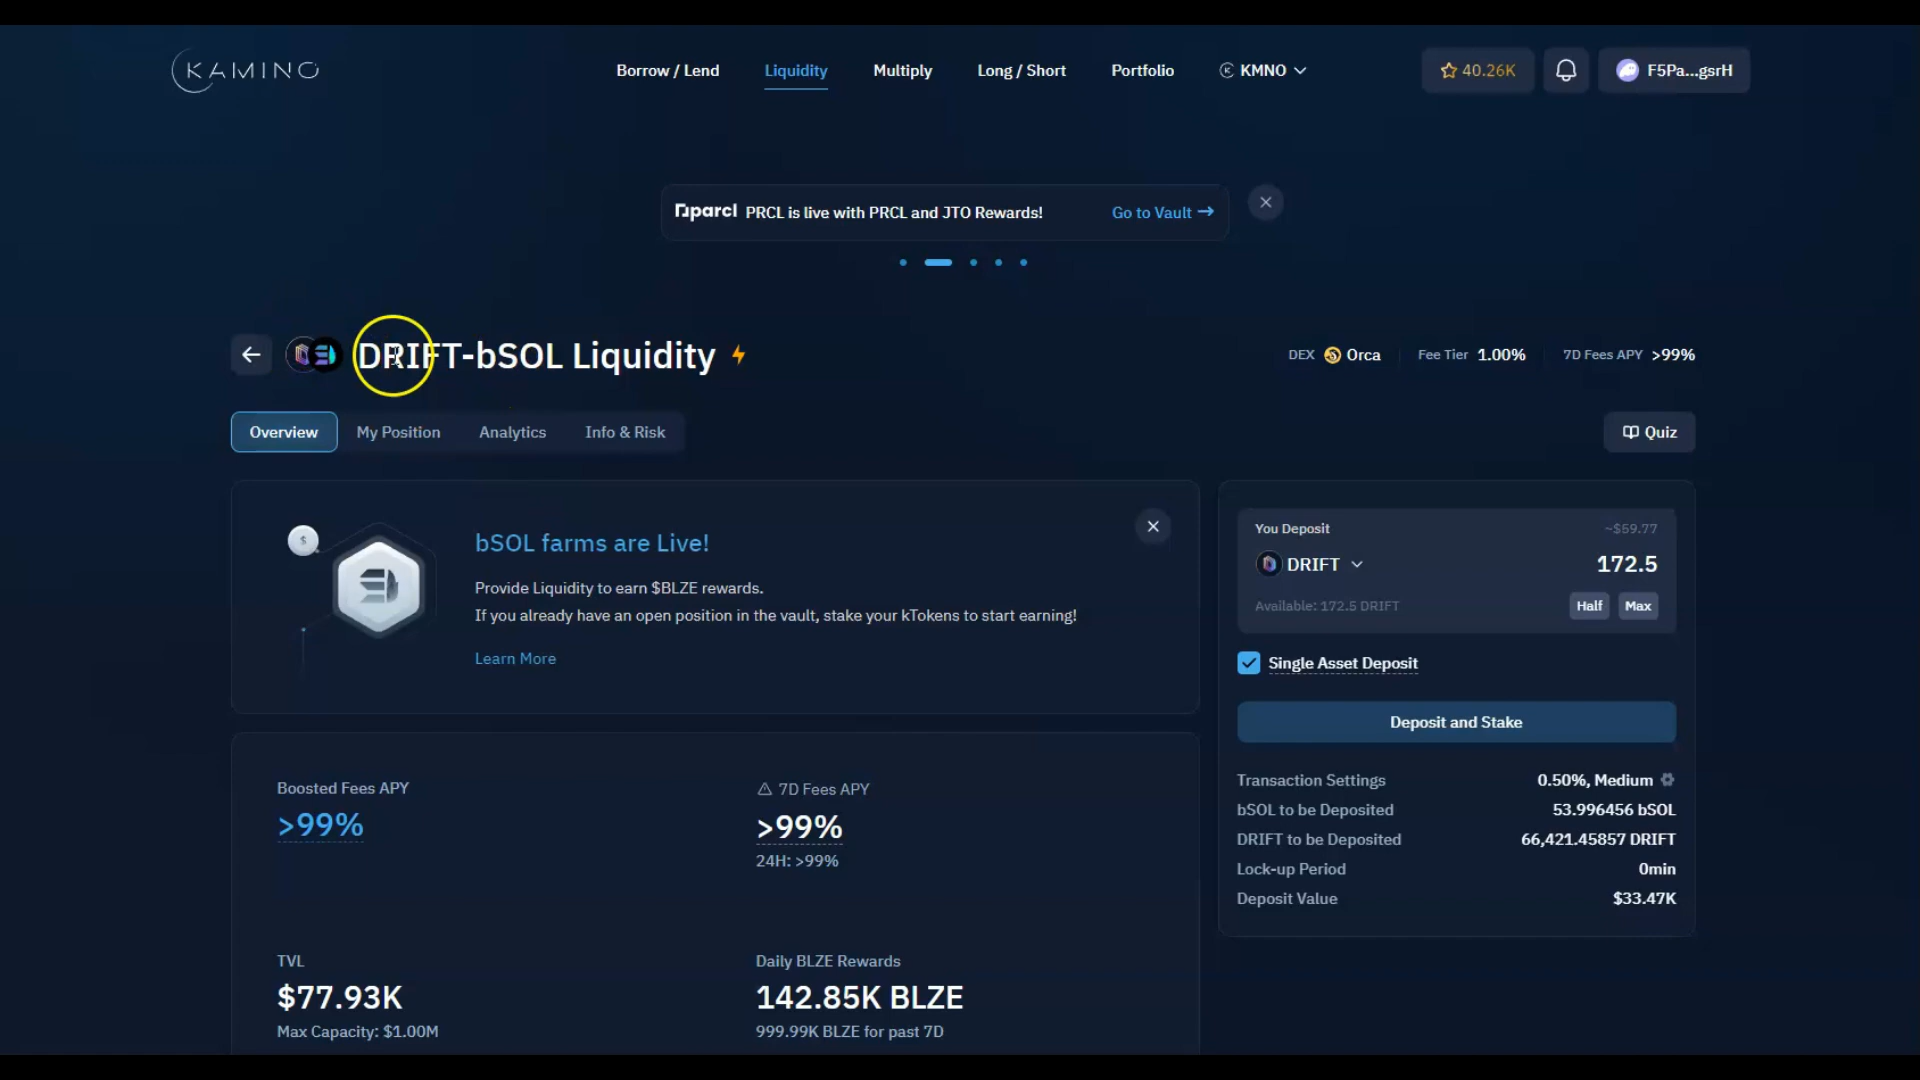 KAMINO
Borrow / Lend
Liquidity
Multiply
Long / Short
Portfolio
KMNO
40.26K
F5Pa...gsrH
parcl PRCL is live with PRCL and JTO Rewards!
Go to Vault →
DRIFT-bSOL Liquidity
DEX Orca
Fee Tier 1.00%
7D Fees APY >99%
Overview
My Position
Analytics
Info & Risk
Quiz
bSOL farms are Live!
Provide Liquidity to earn $BLZE rewards.
If you already have an open position in the vault, stake your kTokens to start earning!
Learn More
You Deposit
~$59.77
DRIFT
172.5
Available: 172.5 DRIFT
Half
Max
Single Asset Deposit
Deposit and Stake
Transaction Settings 0.50%, Medium
bSOL to be Deposited 53.996456 bSOL
DRIFT to be Deposited 66,421.45857 DRIFT
Lock-up Period 0min
Deposit Value $33.47K
Boosted Fees APY
>99%
7D Fees APY
>99%
24H: >99%
TVL
$77.93K
Max Capacity: $1.00M
Daily BLZE Rewards
142.85K BLZE
999.99K BLZE for past 7D